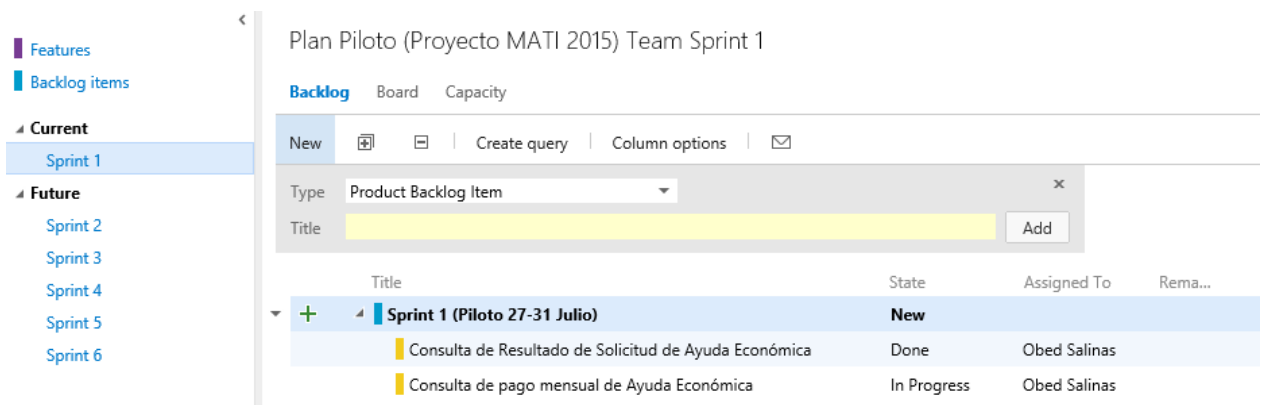 Features
Backlog items
Current
Sprint 1
Future
Sprint 2
Sprint 3
Sprint 4
Sprint 5
Sprint 6
Plan Piloto (Proyecto MATI 2015) Team Sprint 1
Backlog Board Capacity
New Create query Column options
Type Product Backlog Item
Title Add
Title State Assigned To Rema...
Sprint 1 (Piloto 27-31 Julio) New
Consulta de Resultado de Solicitud de Ayuda Económica Done Obed Salinas
Consulta de pago mensual de Ayuda Económica In Progress Obed Salinas